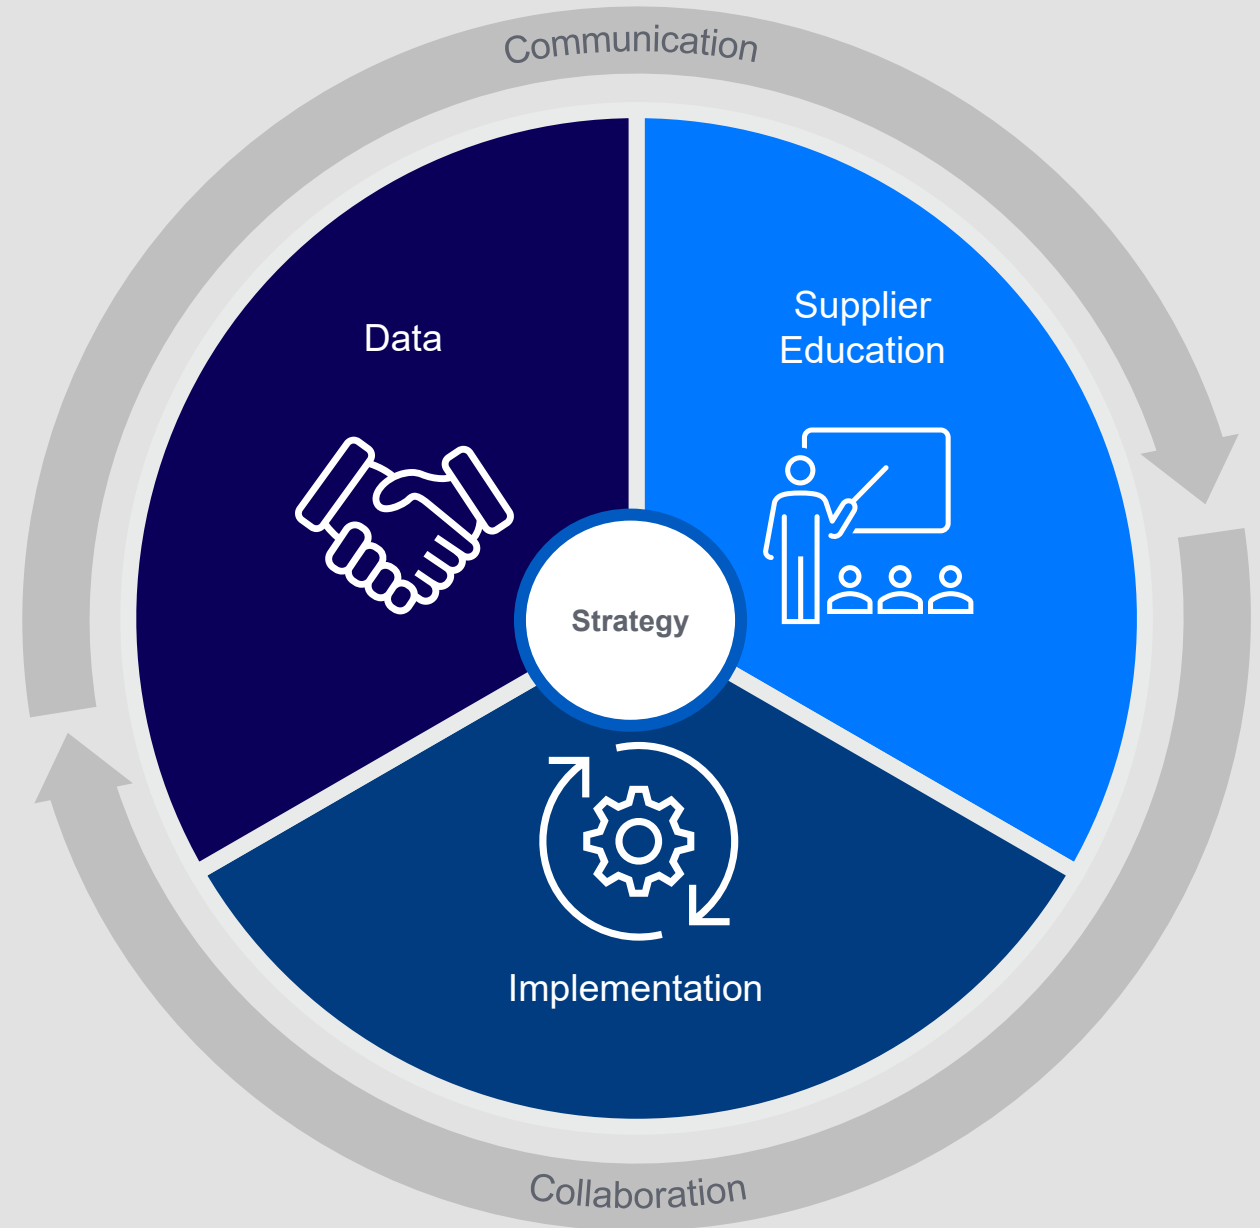 Communication
Supplier
Education
Data
Strategy
Implementation
Collaboration